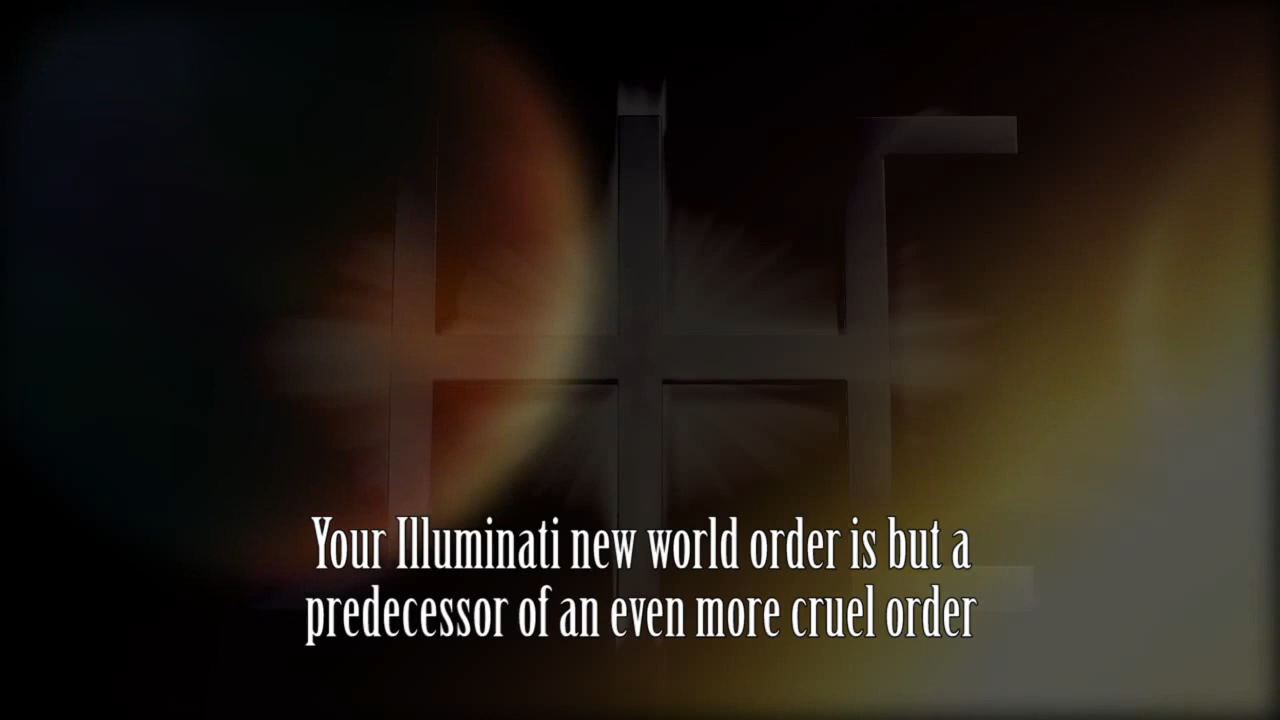 Your Illuminati new world order is but a
predecessor of an even more cruel order